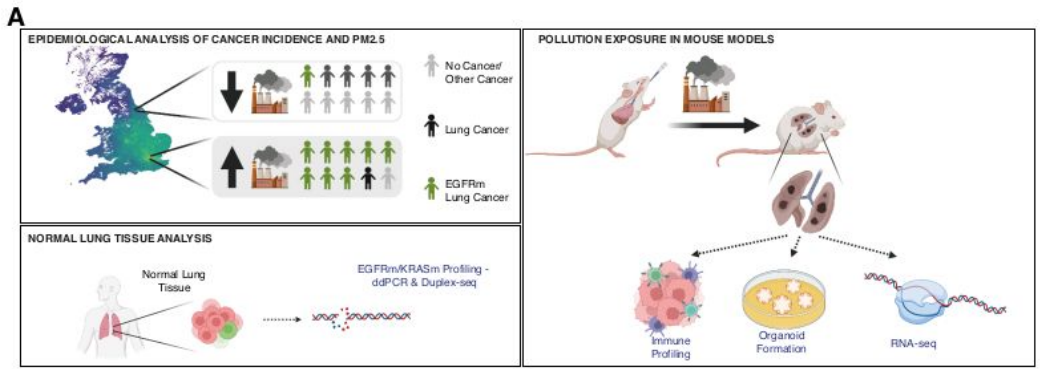 A
EPIDEMIOLOGICAL ANALYSIS OF CANCER INCIDENCE AND PM2.5
No Cancer/
Other Cancer
Lung Cancer
EGFRm
Lung Cancer
NORMAL LUNG TISSUE ANALYSIS
Normal Lung
Tissue
EGFRm/KRASm Profiling -
ddPCR & Duplex-seq
POLLUTION EXPOSURE IN MOUSE MODELS
Immune
Profiling
Organoid
Formation
RNA-seq